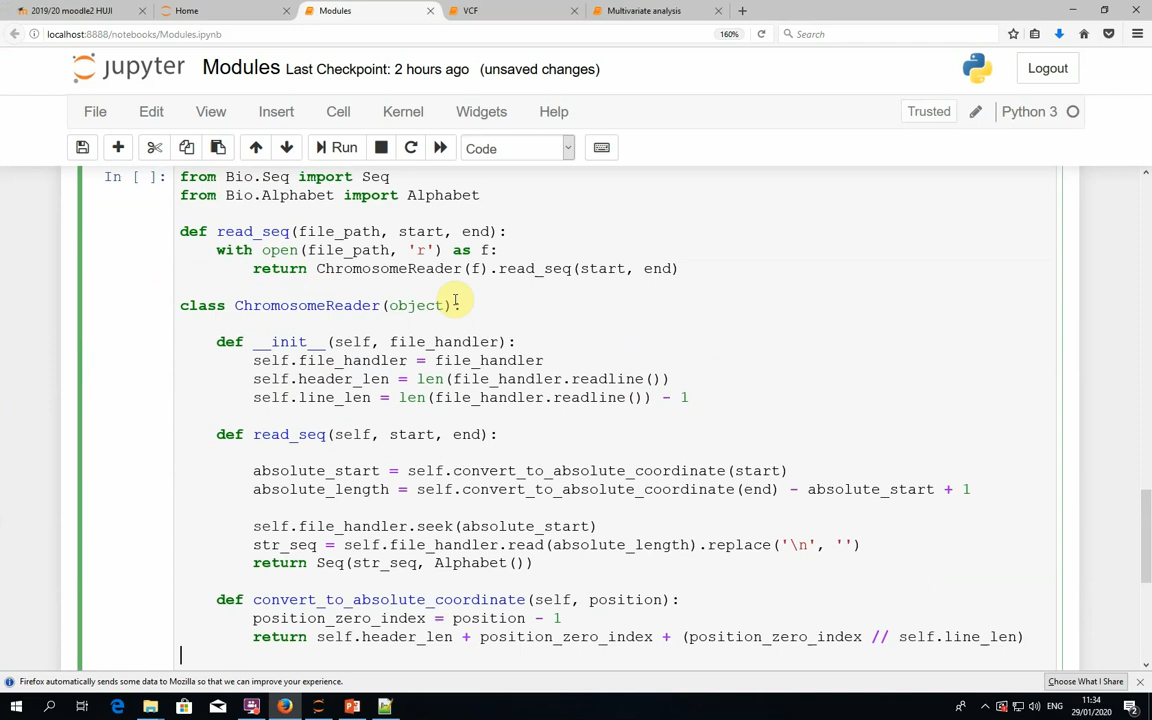 2019/20 moodle2 HUJI
Home
Modules
VCF
Multivariate analysis
localhost:8888/notebooks/Modules.ipynb
160%
Search
jupyter
Modules Last Checkpoint: 2 hours ago (unsaved changes)
Logout
File Edit View Insert Cell Kernel Widgets Help
Trusted
Python 3
Run
Code
In [ ]: from Bio.Seq import Seq
from Bio.Alphabet import Alphabet
def read_seq(file_path, start, end):
with open(file_path, 'r') as f:
return ChromosomeReader(f).read_seq(start, end)
class ChromosomeReader(object):
def __init__(self, file_handler):
self.file_handler = file_handler
self.header_len = len(file_handler.readline())
self.line_len = len(file_handler.readline()) - 1
def read_seq(self, start, end):
absolute_start = self.convert_to_absolute_coordinate(start)
absolute_length = self.convert_to_absolute_coordinate(end) - absolute_start + 1
self.file_handler.seek(absolute_start)
str_seq = self.file_handler.read(absolute_length).replace('\n', '')
return Seq(str_seq, Alphabet())
def convert_to_absolute_coordinate(self, position):
position_zero_index = position - 1
return self.header_len + position_zero_index + (position_zero_index // self.line_len)
Firefox automatically sends some data to Mozilla so that we can improve your experience.
Choose What I Share
ENG
11:34
29/01/2020
2